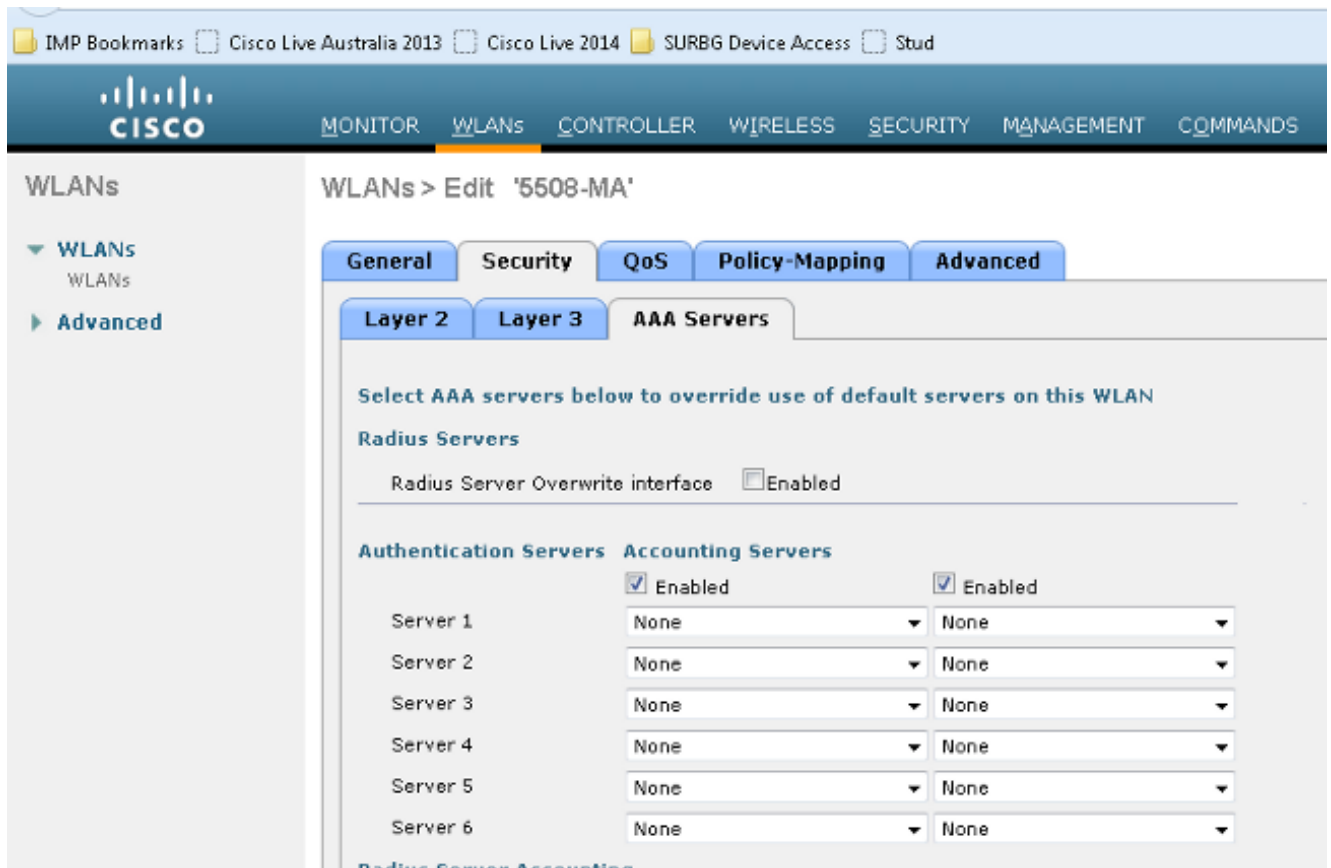 IMP Bookmarks Cisco Live Australia 2013 Cisco Live 2014 SURBG Device Access Stud
CISCO
MONITOR WLANs CONTROLLER WIRELESS SECURITY MANAGEMENT COMMANDS
WLANs
WLANs > Edit '5508-MA'
WLANs
WLANs
Advanced
General Security QoS Policy-Mapping Advanced
Layer 2 Layer 3 AAA Servers
Select AAA servers below to override use of default servers on this WLAN
Radius Servers
Radius Server Overwrite interface Enabled
Authentication Servers Accounting Servers
Enabled Enabled
Server 1 None None
Server 2 None None
Server 3 None None
Server 4 None None
Server 5 None None
Server 6 None None
Radius Server Accounting